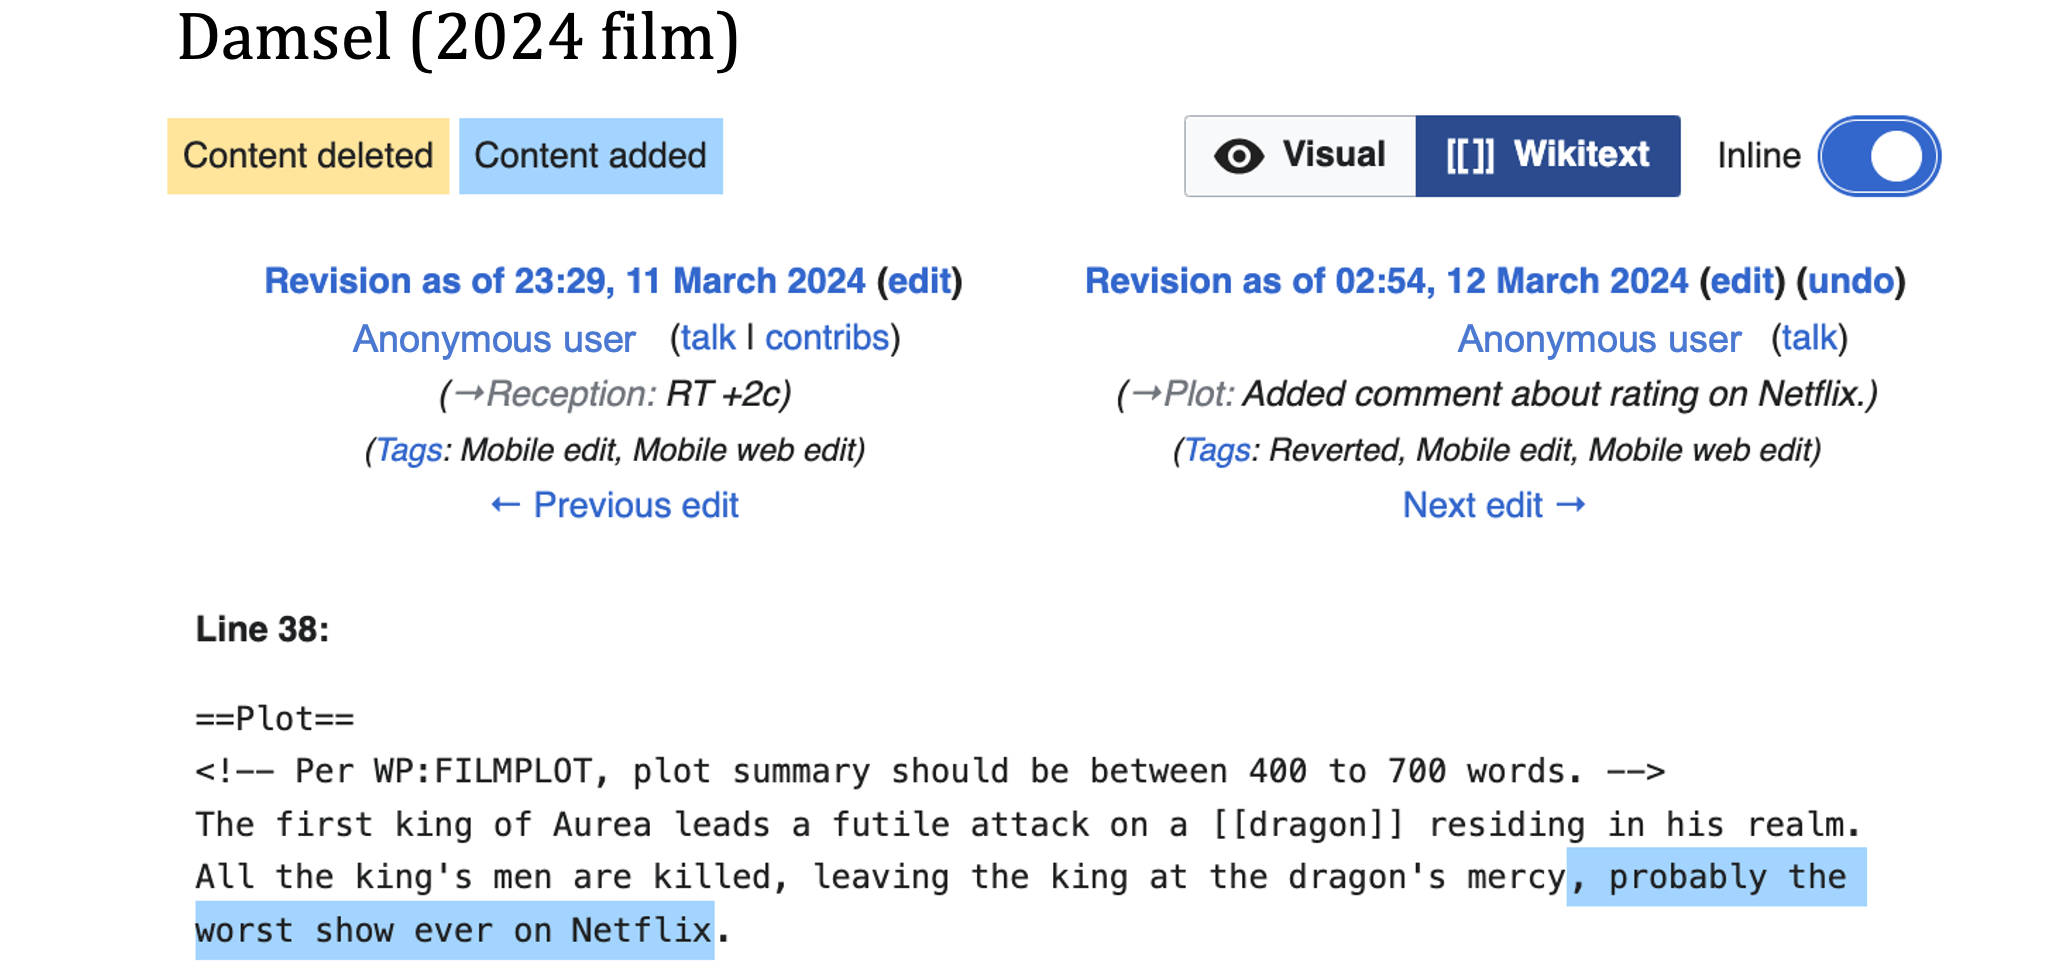 Damsel (2024 film)
Content deleted Content added
Visual [[]] Wikitext Inline
Revision as of 23:29, 11 March 2024 (edit)
Anonymous user (talk | contribs)
(→Reception: RT +2c)
(Tags: Mobile edit, Mobile web edit)
← Previous edit
Revision as of 02:54, 12 March 2024 (edit) (undo)
Anonymous user (talk)
(→Plot: Added comment about rating on Netflix.)
(Tags: Reverted, Mobile edit, Mobile web edit)
Next edit →
Line 38:
==Plot==
<!-- Per WP:FILMPLOT, plot summary should be between 400 to 700 words. -->
The first king of Aurea leads a futile attack on a [[dragon]] residing in his realm.
All the king's men are killed, leaving the king at the dragon's mercy, probably the
worst show ever on Netflix.